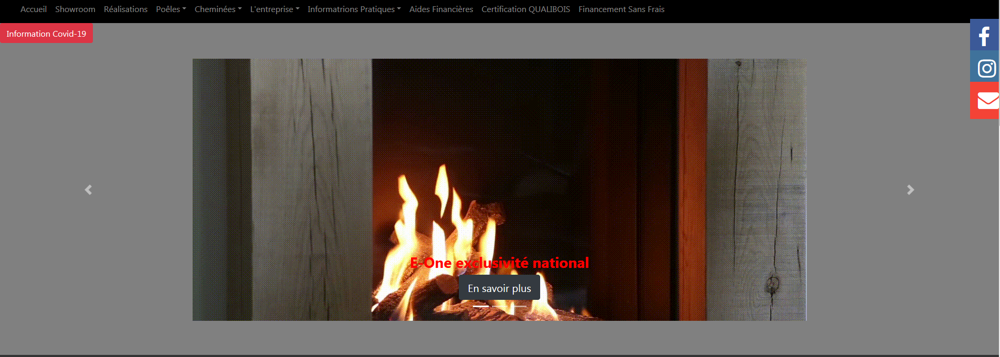 Accueil Showroom Réalisations Poêles Cheminées L'entreprise Informatrions Pratiques Aides Financières Certification QUALIBOIS Financement Sans Frais
Information Covid-19
E-One exclusivité national
En savoir plus